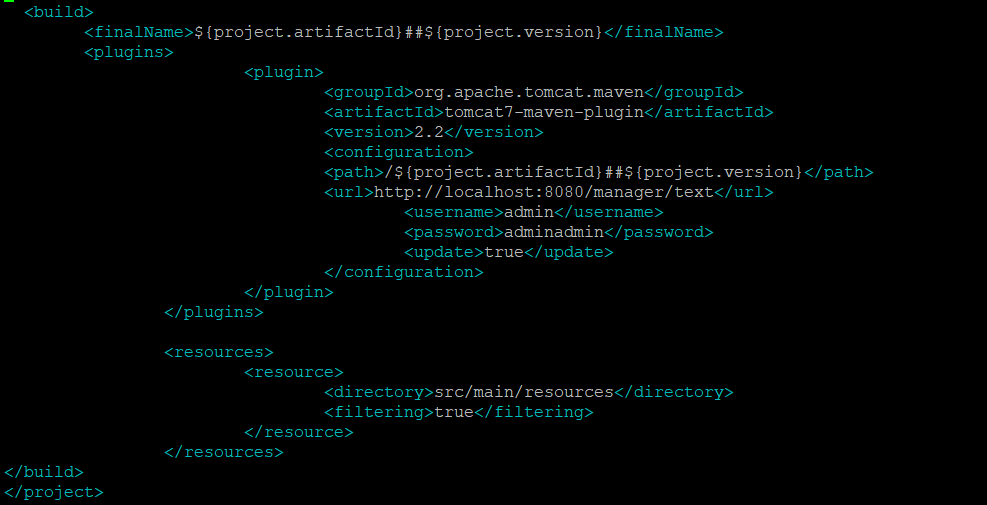 <build>
<finalName>${project.artifactId}##${project.version}</finalName>
<plugins>
<plugin>
<groupId>org.apache.tomcat.maven</groupId>
<artifactId>tomcat7-maven-plugin</artifactId>
<version>2.2</version>
<configuration>
<path>/${project.artifactId}##${project.version}</path>
<url>http://localhost:8080/manager/text</url>
<username>admin</username>
<password>adminadmin</password>
<update>true</update>
</configuration>
</plugin>
</plugins>
<resources>
<resource>
<directory>src/main/resources</directory>
<filtering>true</filtering>
</resource>
</resources>
</build>
</project>